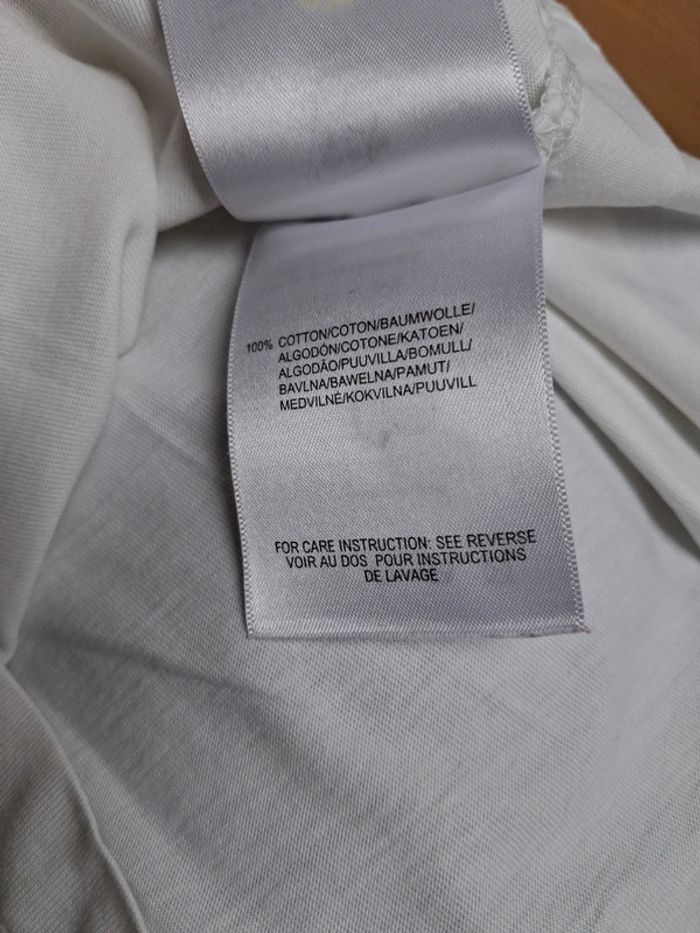 100% COTTON/COTON/BAUMWOLLE/
ALGODÓN/COTONE/KATOEN/
ALGODÃO/PUUVILLA/BOMULL/
BAVLNA/BAWELNA/PAMUT/
MEDVILNĖ/KOKVILNA/PUUVILL
FOR CARE INSTRUCTION: SEE REVERSE
VOIR AU DOS POUR INSTRUCTIONS
DE LAVAGE